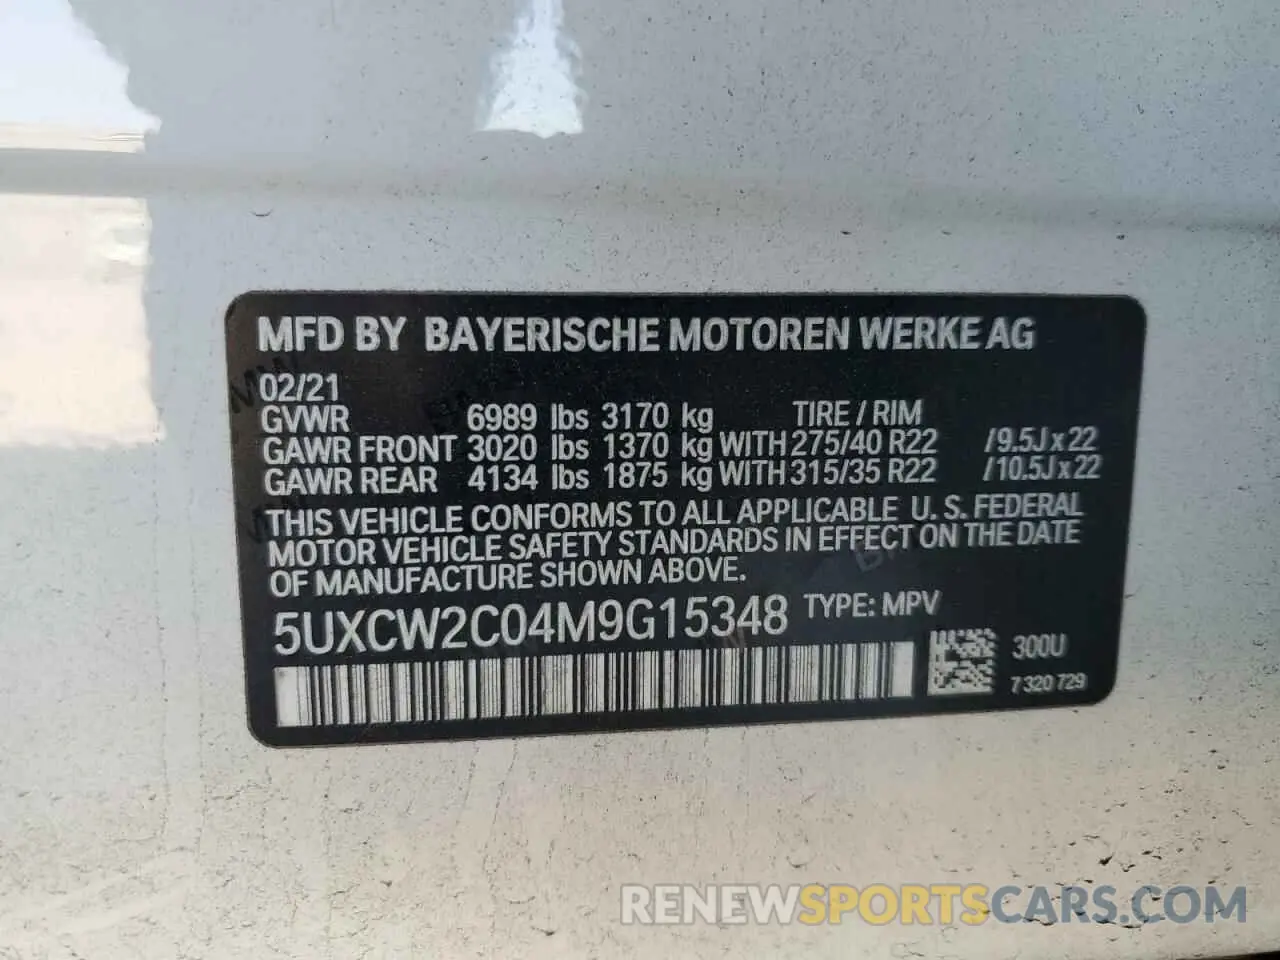 MFD BY BAYERISCHE MOTOREN WERKE AG
02/21
GVWR 6989 lbs 3170 kg TIRE / RIM
GAWR FRONT 3020 lbs 1370 kg WITH 275/40 R22 /9.5J x 22
GAWR REAR 4134 lbs 1875 kg WITH 315/35 R22 /10.5J x 22
THIS VEHICLE CONFORMS TO ALL APPLICABLE U. S. FEDERAL
MOTOR VEHICLE SAFETY STANDARDS IN EFFECT ON THE DATE
OF MANUFACTURE SHOWN ABOVE.
5UXCW2C04M9G15348 TYPE: MPV
300U
7 320 729
RENEWSPORTSCARS.COM